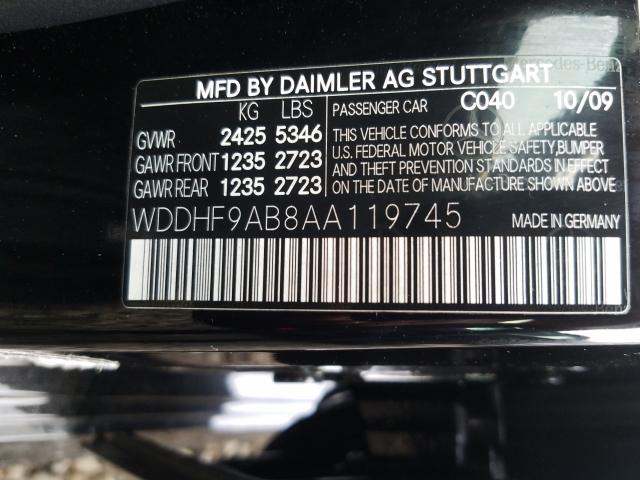 Mercedes-Benz
MFD BY DAIMLER AG STUTTGART
KG LBS PASSENGER CAR C040 10/09
GVWR 2425 5346
GAWR FRONT 1235 2723
GAWR REAR 1235 2723
THIS VEHICLE CONFORMS TO ALL APPLICABLE
U.S. FEDERAL MOTOR VEHICLE SAFETY, BUMPER
AND THEFT PREVENTION STANDARDS IN EFFECT
ON THE DATE OF MANUFACTURE SHOWN ABOVE
WDDHF9AB8AA119745 MADE IN GERMANY